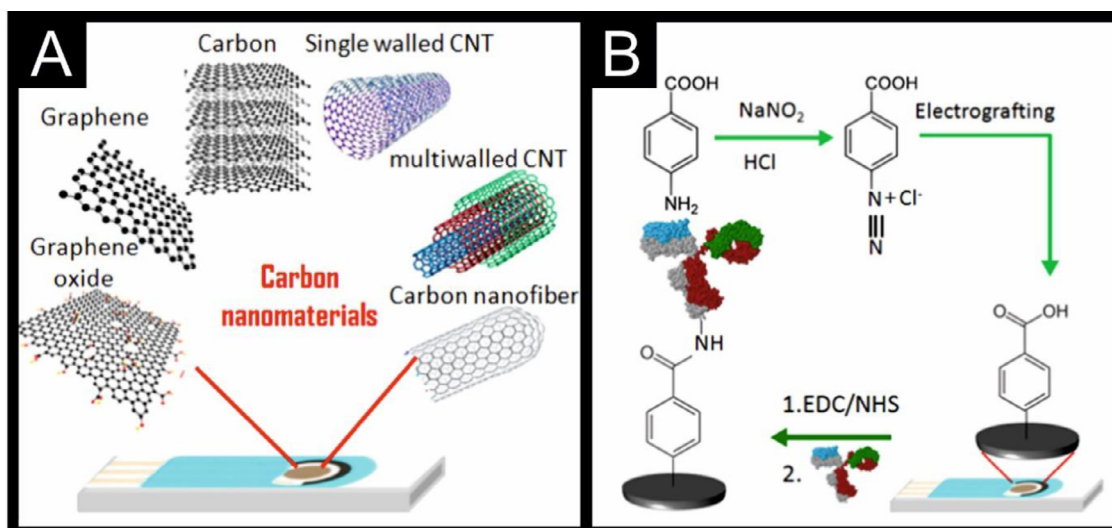 A
Carbon
Single walled CNT
Graphene
multiwalled CNT
Graphene
oxide
Carbon
nanomaterials
Carbon nanofiber
B
COOH
NH₂
NaNO₂
HCl
COOH
N + Cl⁻
N
Electrografting
O
OH
1.EDC/NHS
2.
O
NH